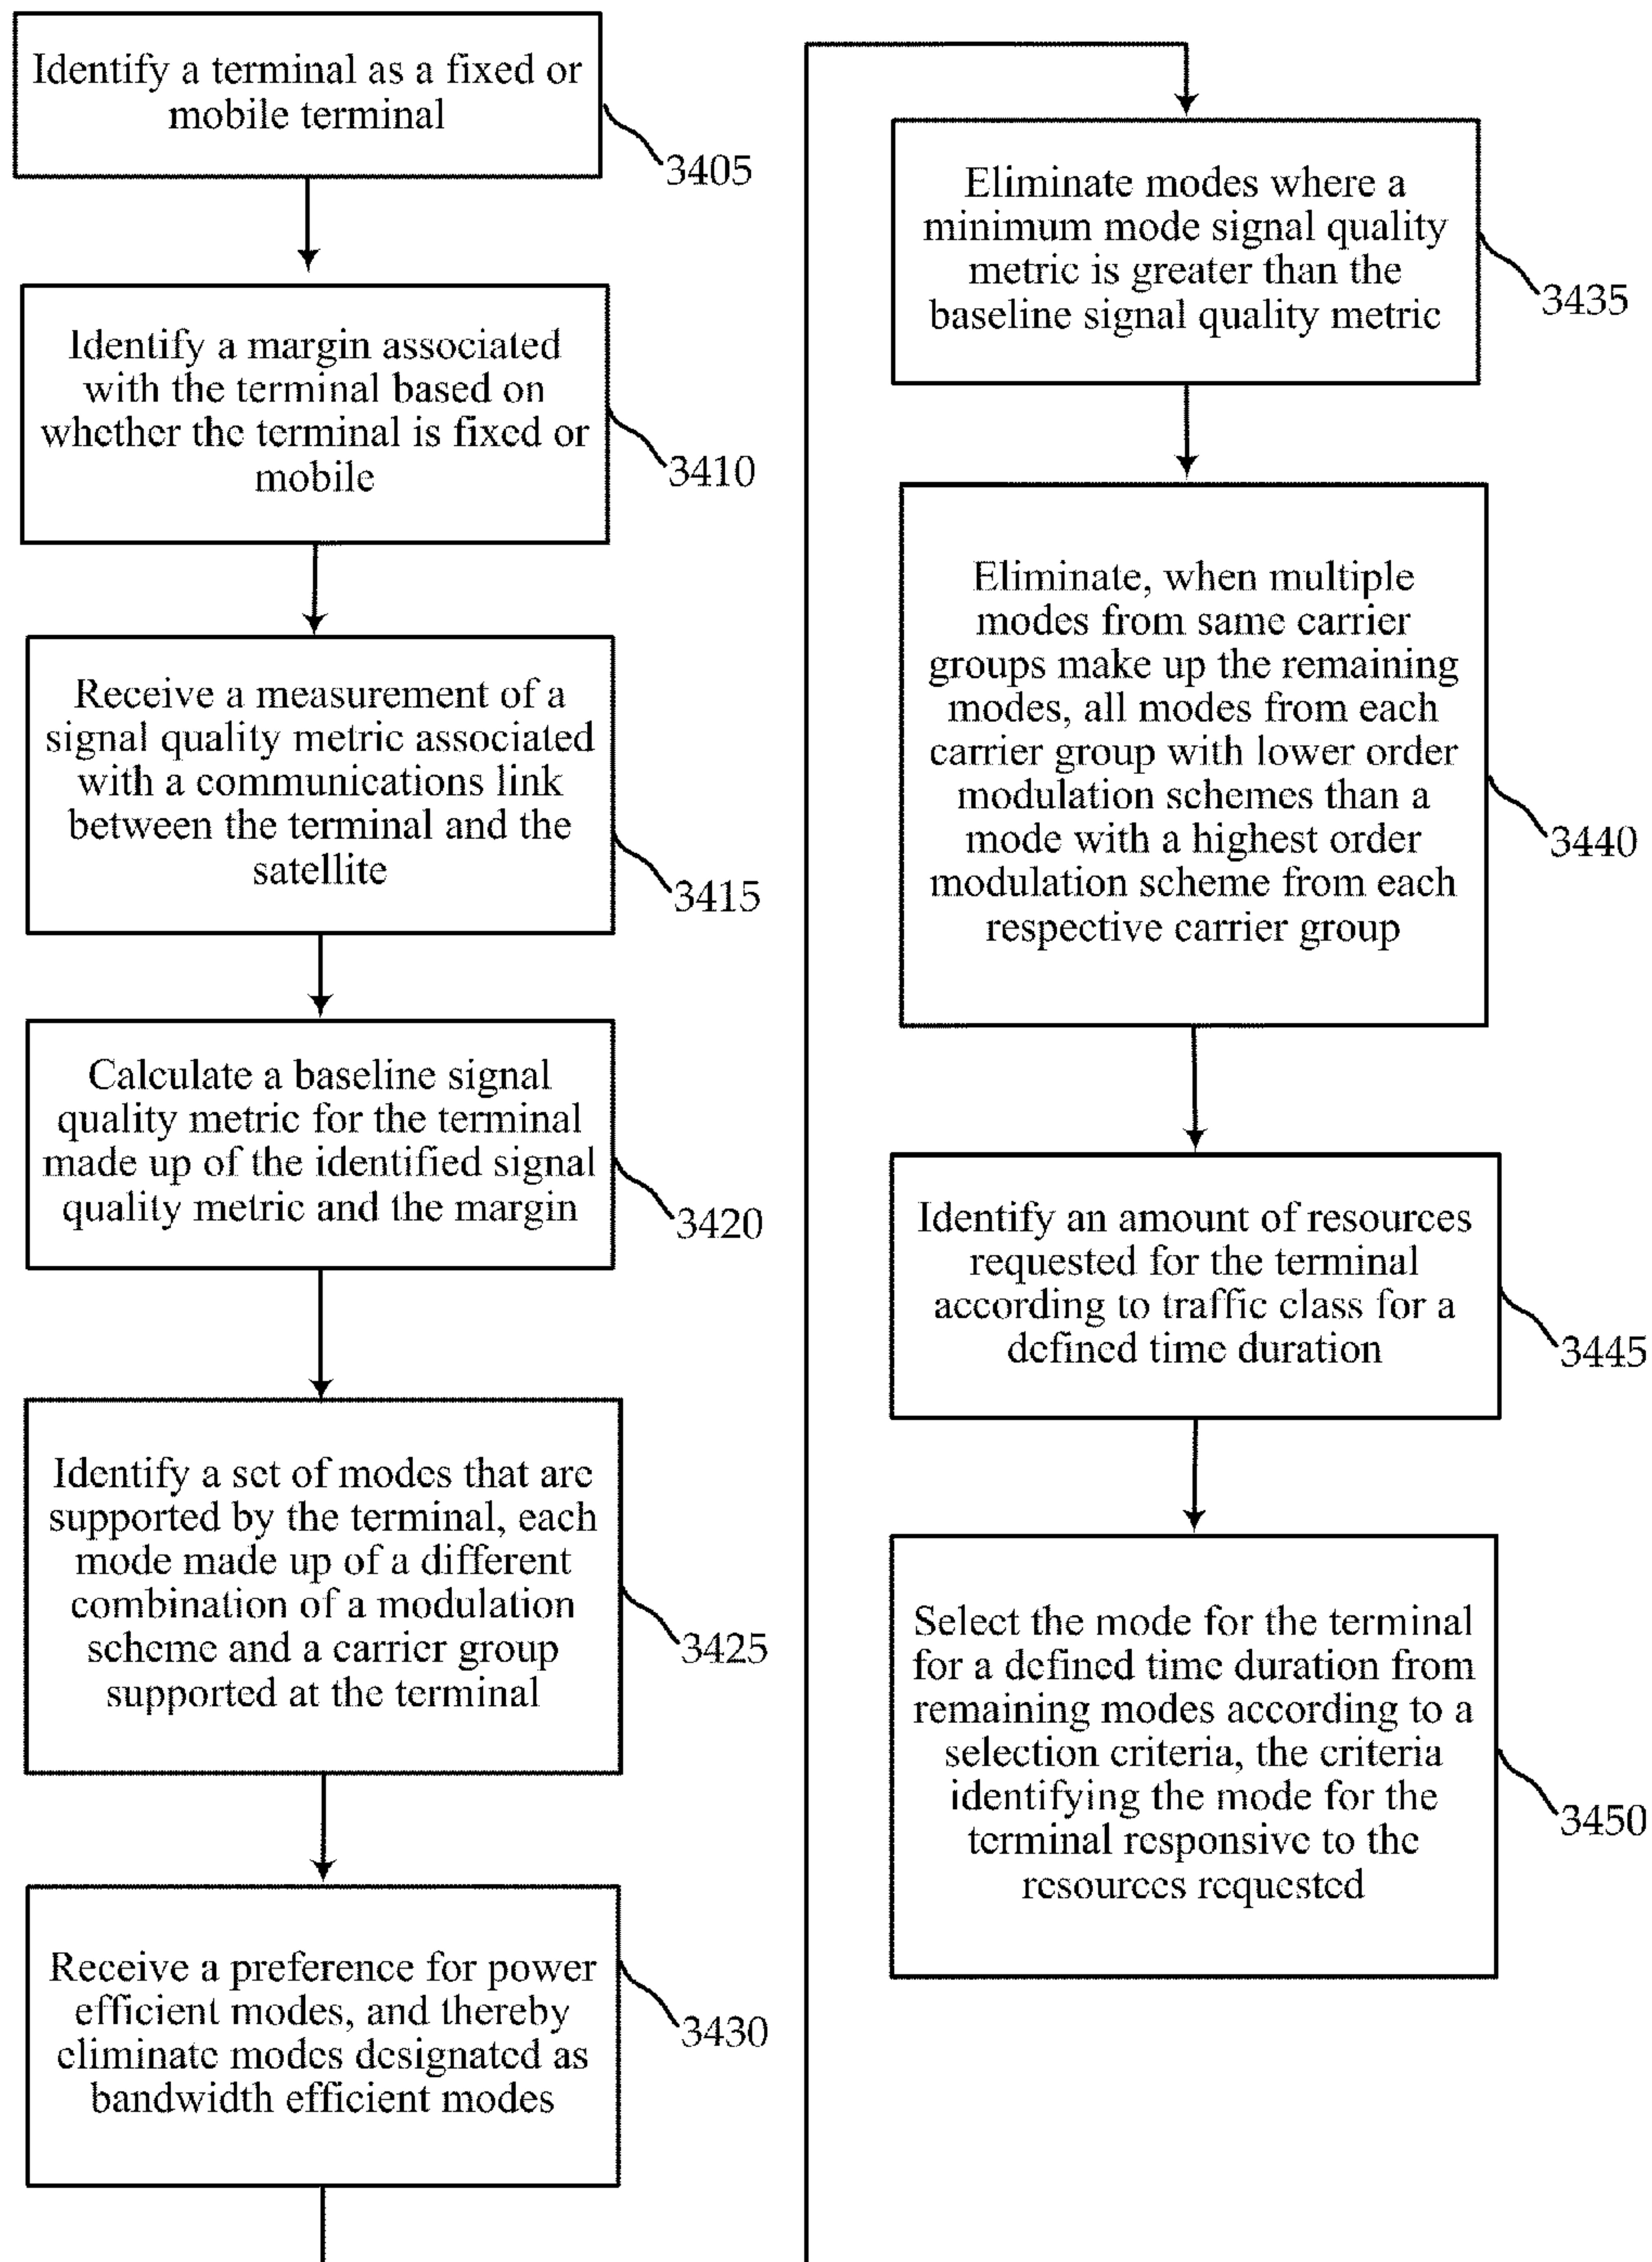 Identify a terminal as a fixed or
mobile terminal
3405
Identify a margin associated
with the terminal based on
whether the terminal is fixed or
mobile
3410
Receive a measurement of a
signal quality metric associated
with a communications link
between the terminal and the
satellite
3415
Calculate a baseline signal
quality metric for the terminal
made up of the identified signal
quality metric and the margin
3420
Identify a set of modes that are
supported by the terminal, each
mode made up of a different
combination of a modulation
scheme and a carrier group
supported at the terminal
3425
Receive a preference for power
efficient modes, and thereby
eliminate modes designated as
bandwidth efficient modes
3430
Eliminate modes where a
minimum mode signal quality
metric is greater than the
baseline signal quality metric
3435
Eliminate, when multiple
modes from same carrier
groups make up the remaining
modes, all modes from each
carrier group with lower order
modulation schemes than a
mode with a highest order
modulation scheme from each
respective carrier group
3440
Identify an amount of resources
requested for the terminal
according to traffic class for a
defined time duration
3445
Select the mode for the terminal
for a defined time duration from
remaining modes according to a
selection criteria, the criteria
identifying the mode for the
terminal responsive to the
resources requested
3450